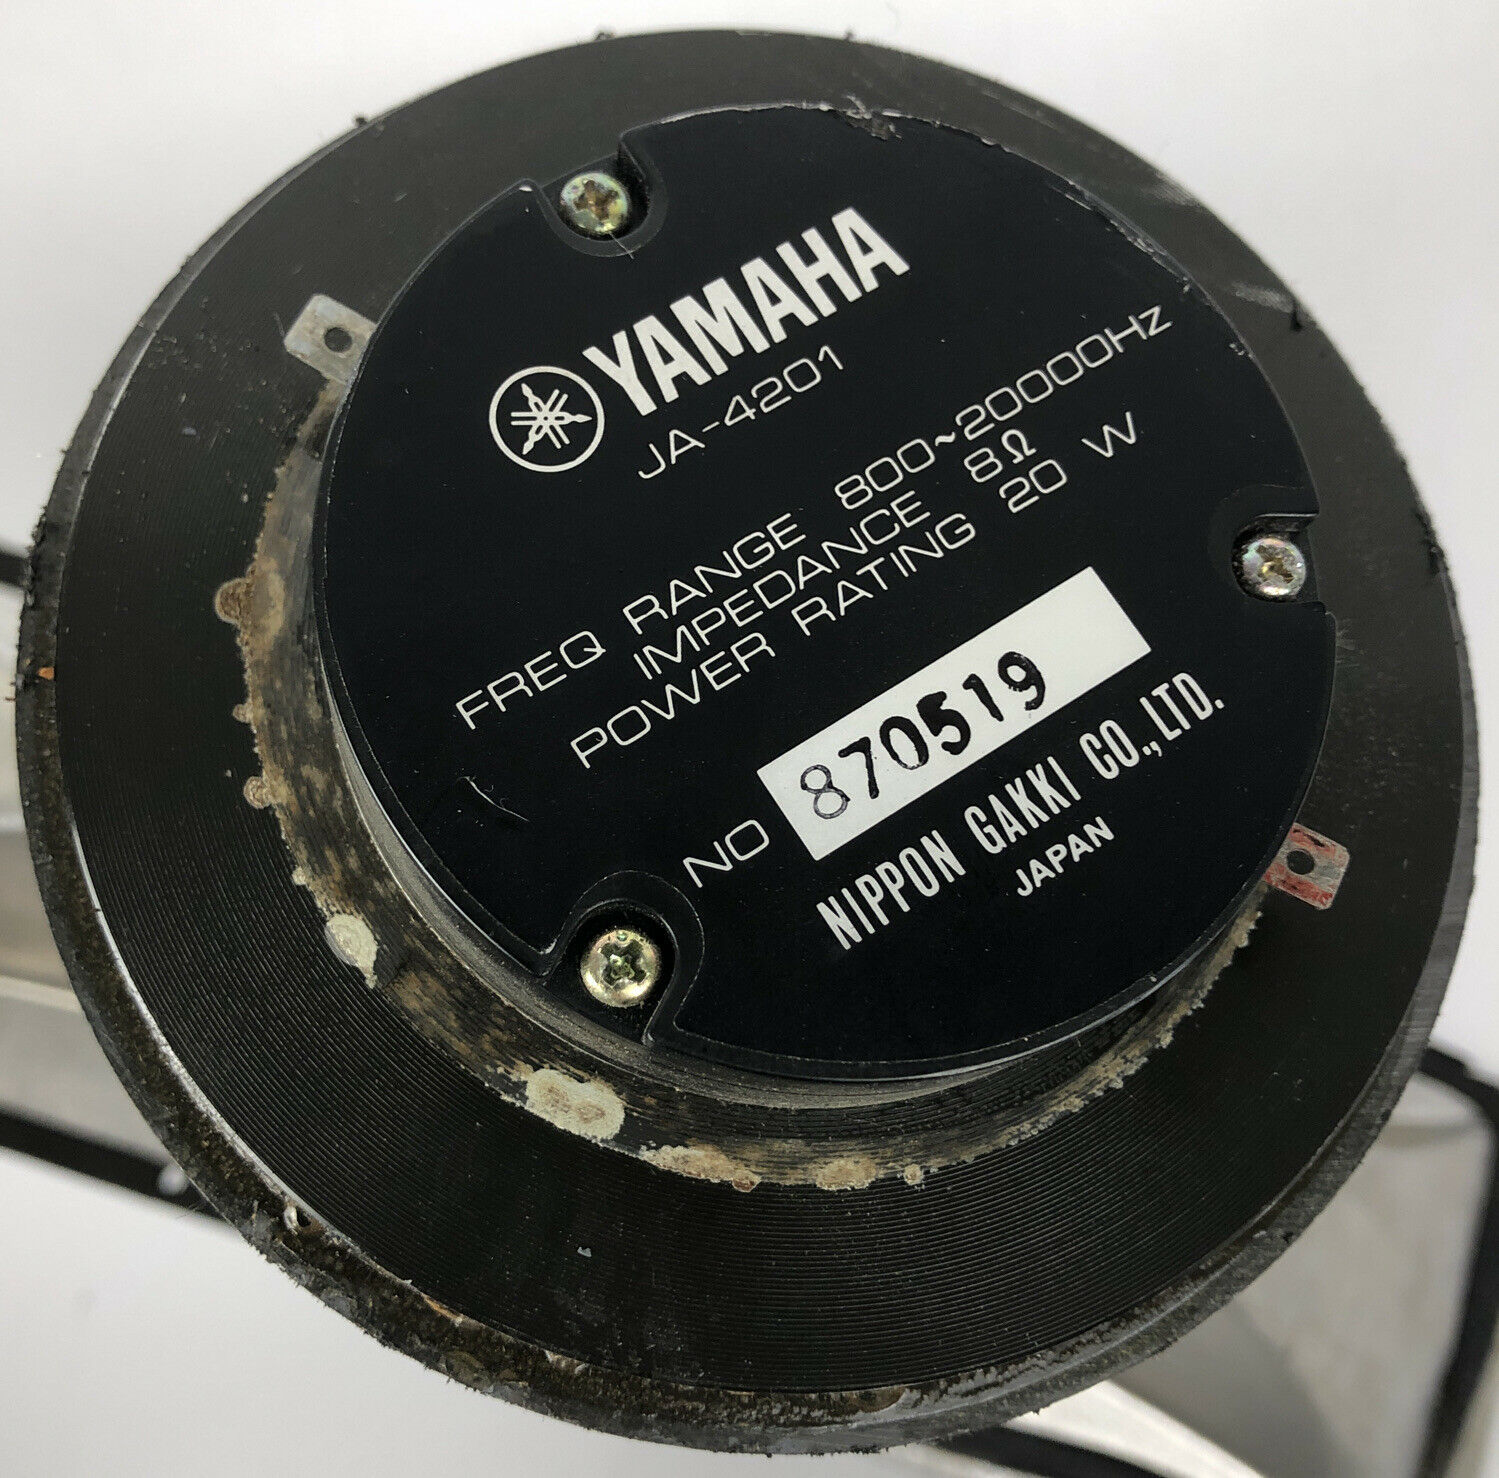 YAMAHA
JA-4201
FREQ RANGE 800~20000Hz
IMPEDANCE 8Ω
POWER RATING 20 W
NO 870519
NIPPON GAKKI CO., LTD.
JAPAN